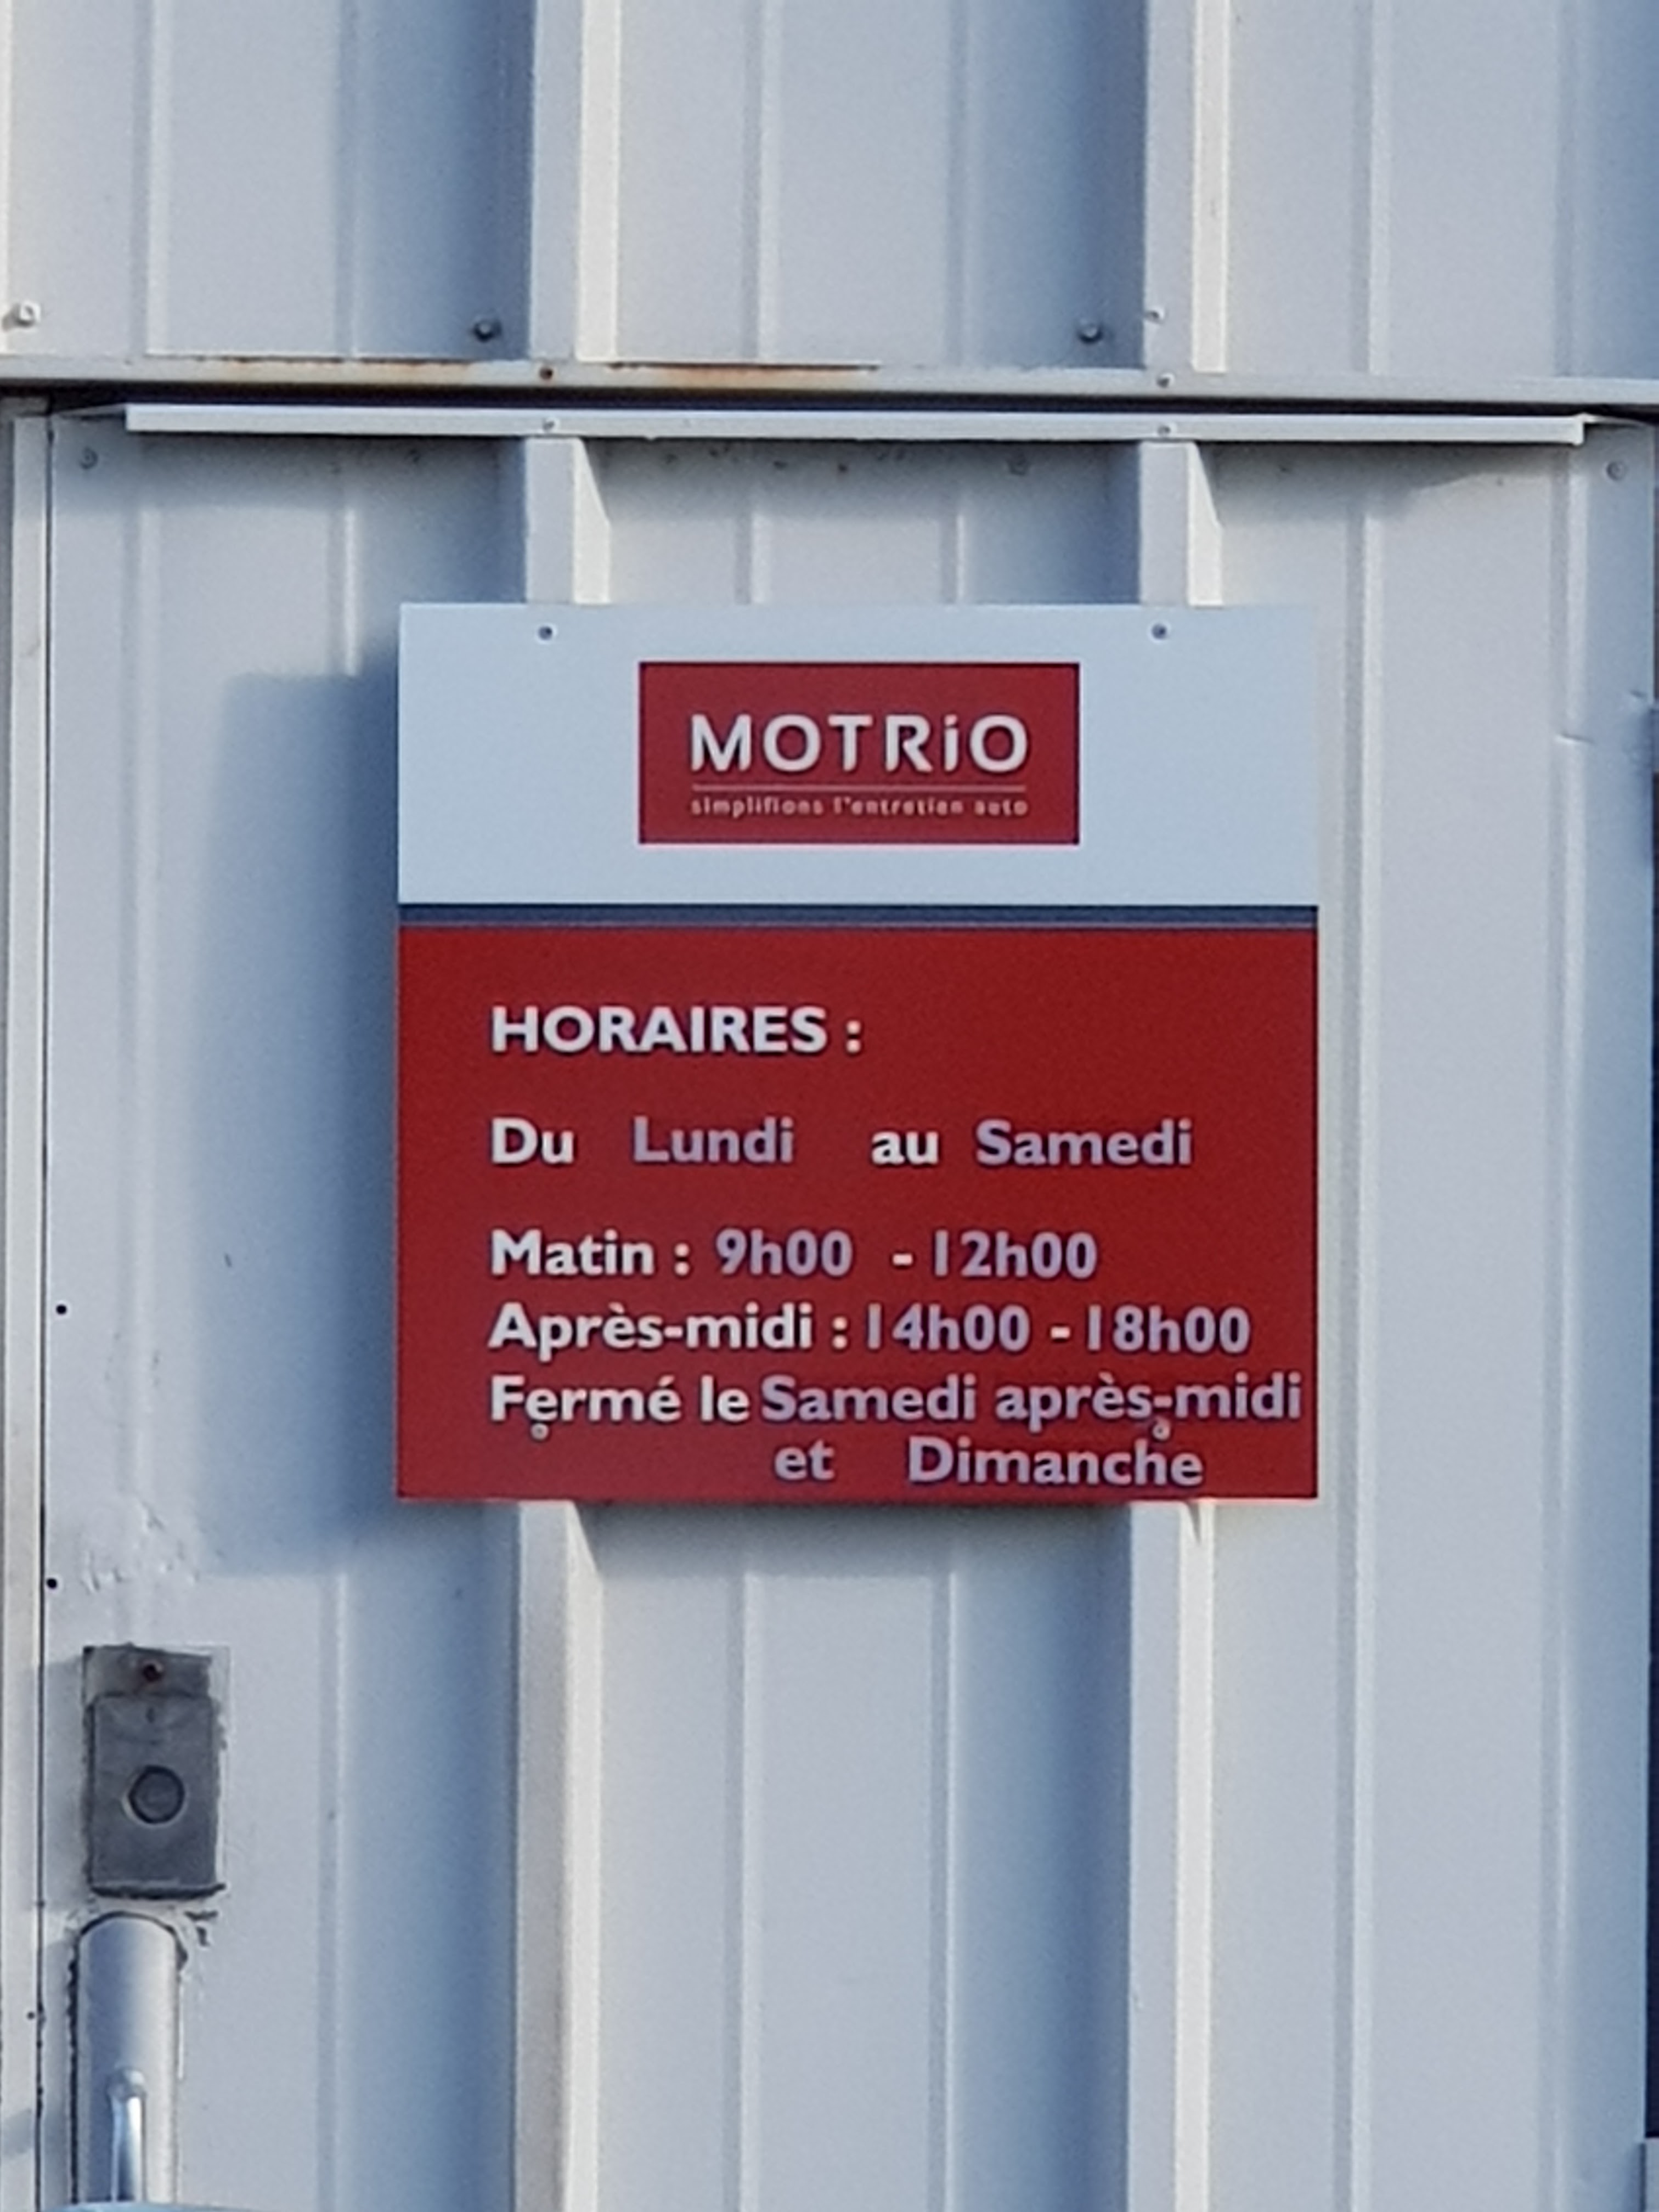 MOTRiO
simplifions l'entretien auto
HORAIRES :
Du Lundi au Samedi
Matin : 9h00 - 12h00
Après-midi : 14h00 - 18h00
Fermé le Samedi après-midi
et Dimanche